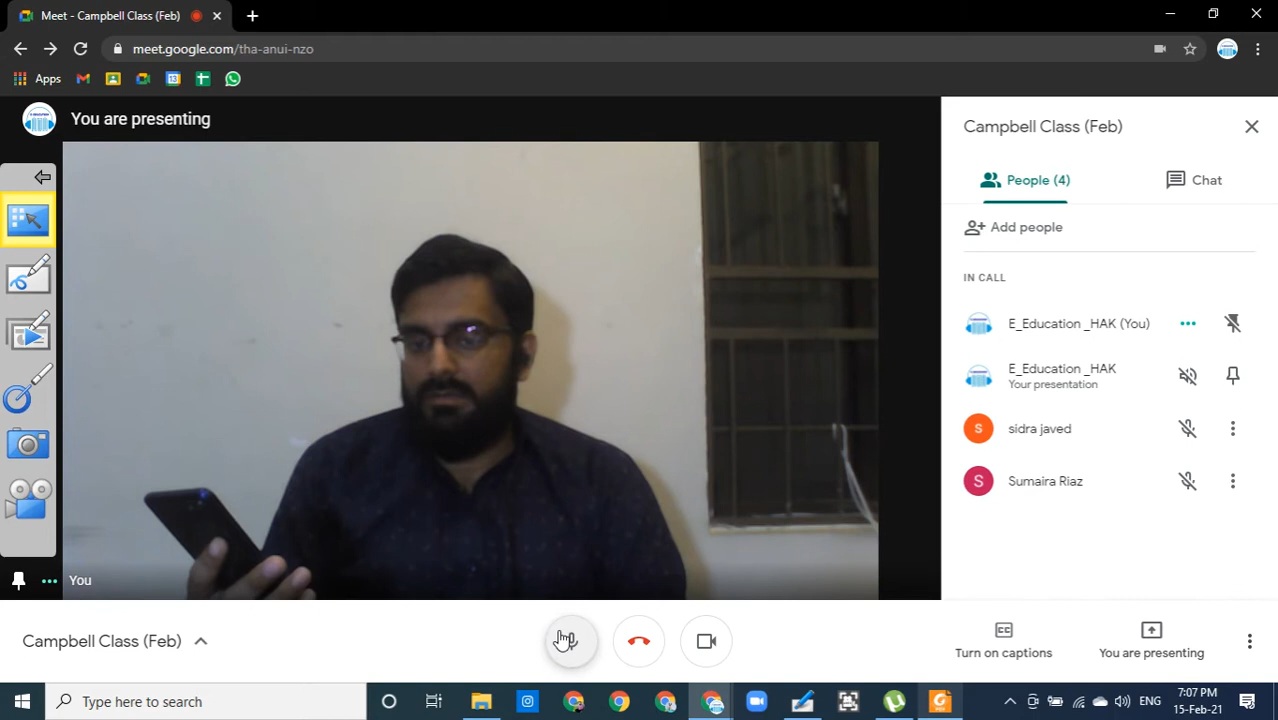 Meet - Campbell Class (Feb)
meet.google.com/tha-anui-nzo
Apps
You are presenting
Campbell Class (Feb)
People (4)
Chat
Add people
IN CALL
E_Education _HAK (You)
E_Education _HAK
Your presentation
S
sidra javed
S
Sumaira Riaz
You
Campbell Class (Feb)
CC
Turn on captions
You are presenting
Type here to search
ENG
7:07 PM
15-Feb-21